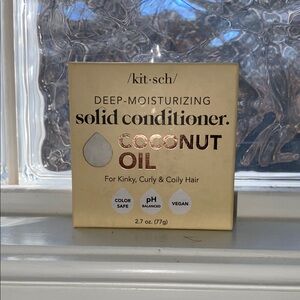 /kit·sch/
DEEP-MOISTURIZING
solid conditioner.
COCONUT
OIL
For Kinky, Curly & Coily Hair
COLOR
SAFE
pH
BALANCED
VEGAN
2.7 oz. (77g)